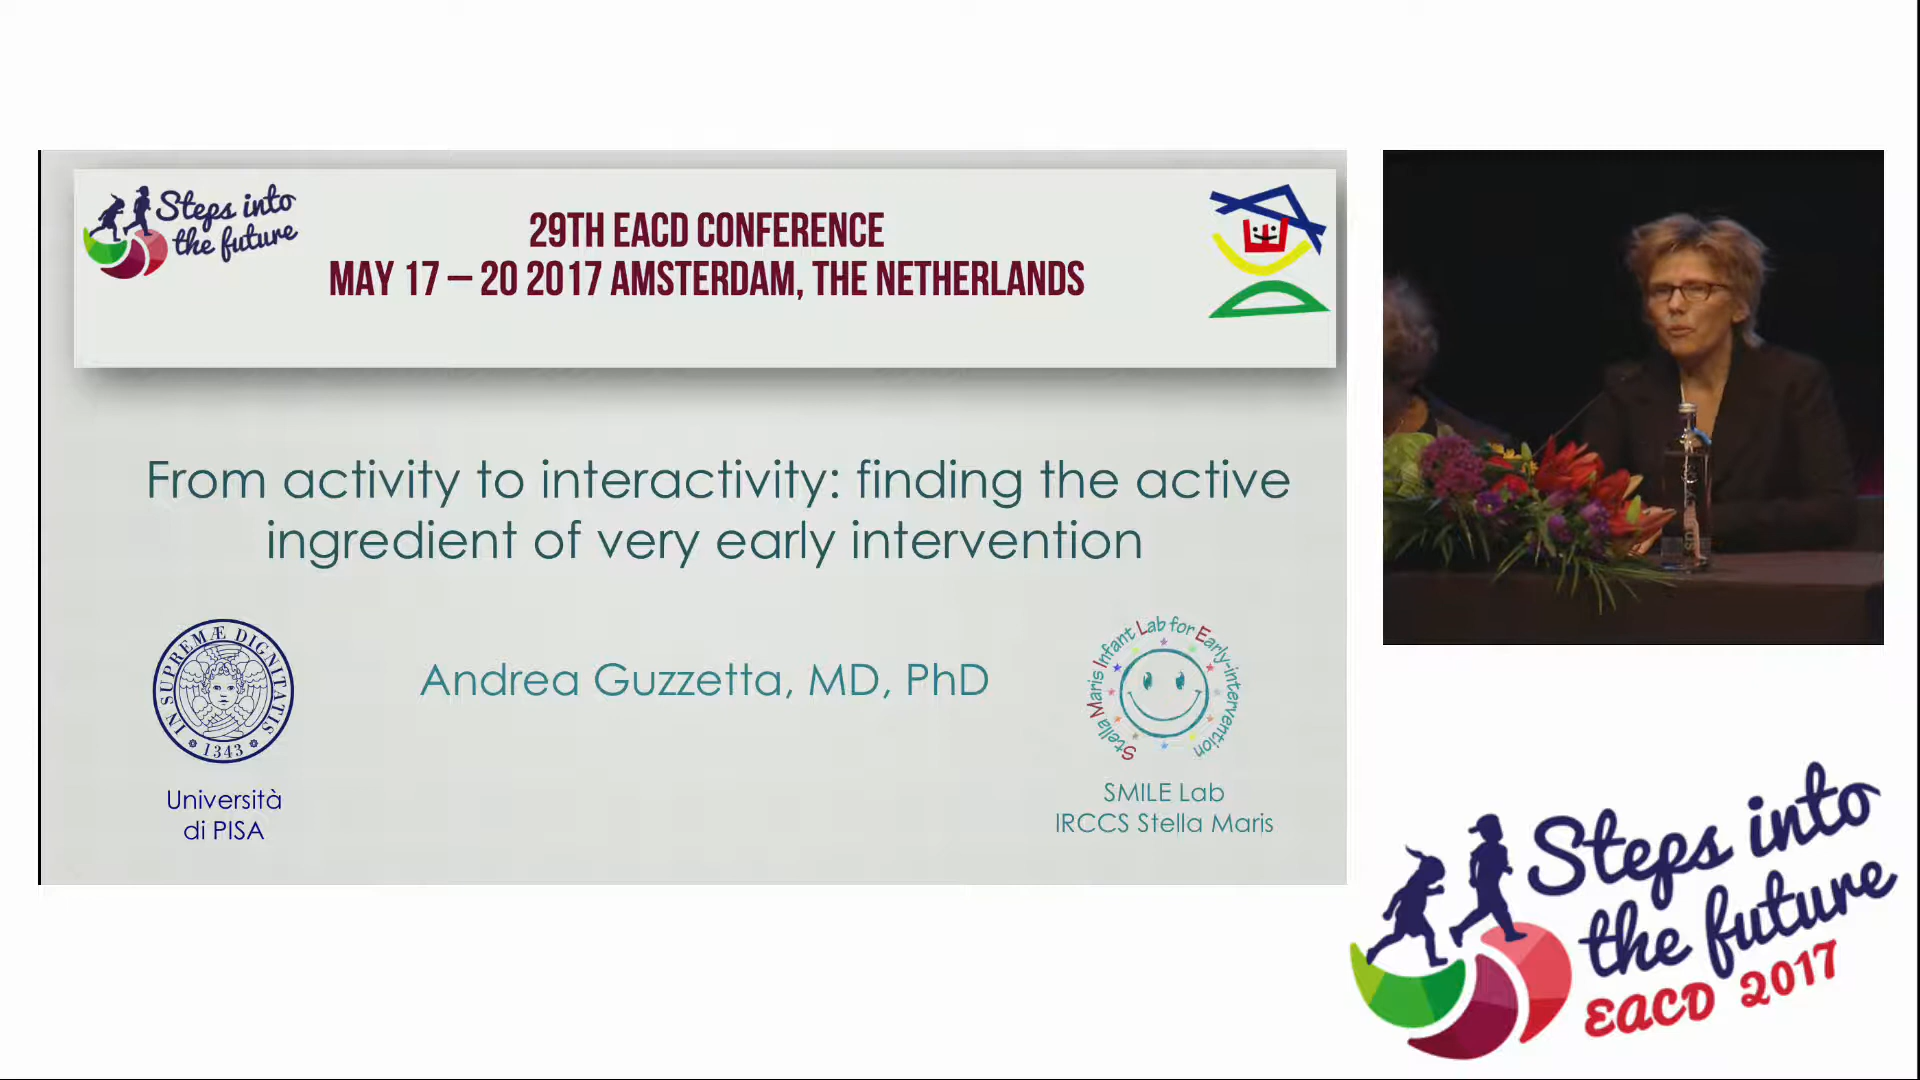 Steps into
the future
29TH EACD CONFERENCE
MAY 17 – 20 2017 AMSTERDAM, THE NETHERLANDS
From activity to interactivity: finding the active
ingredient of very early intervention
IN SUPREMÆ DIGNITATIS
1343
Università
di PISA
Andrea Guzzetta, MD, PhD
Stella Maris Infant Lab for Early-intervention
SMILE Lab
IRCCS Stella Maris
Steps into
the future
EACD 2017